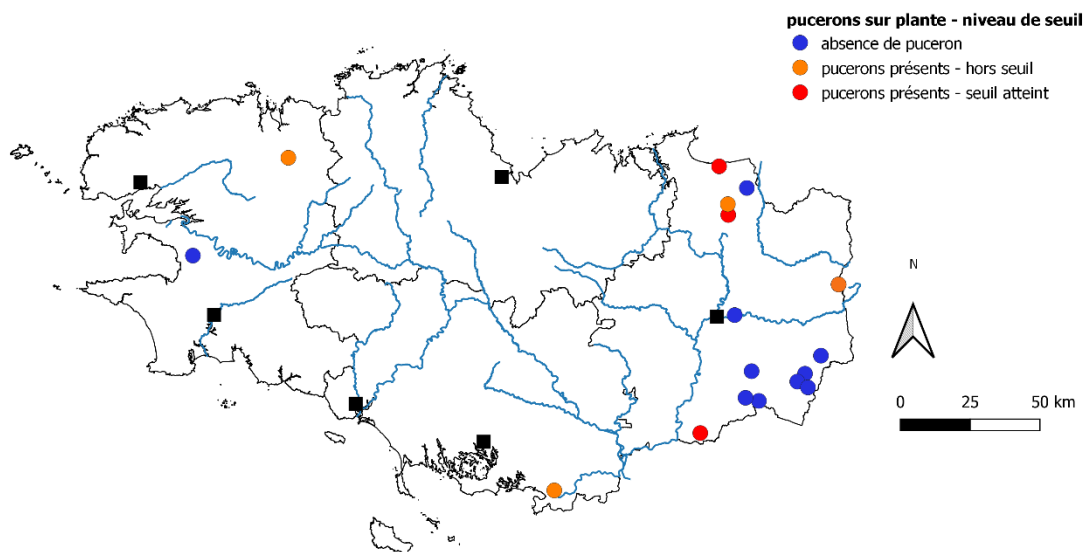 pucerons sur plante - niveau de seuil
absence de puceron
pucerons présents - hors seuil
pucerons présents - seuil atteint
N
0 25 50 km